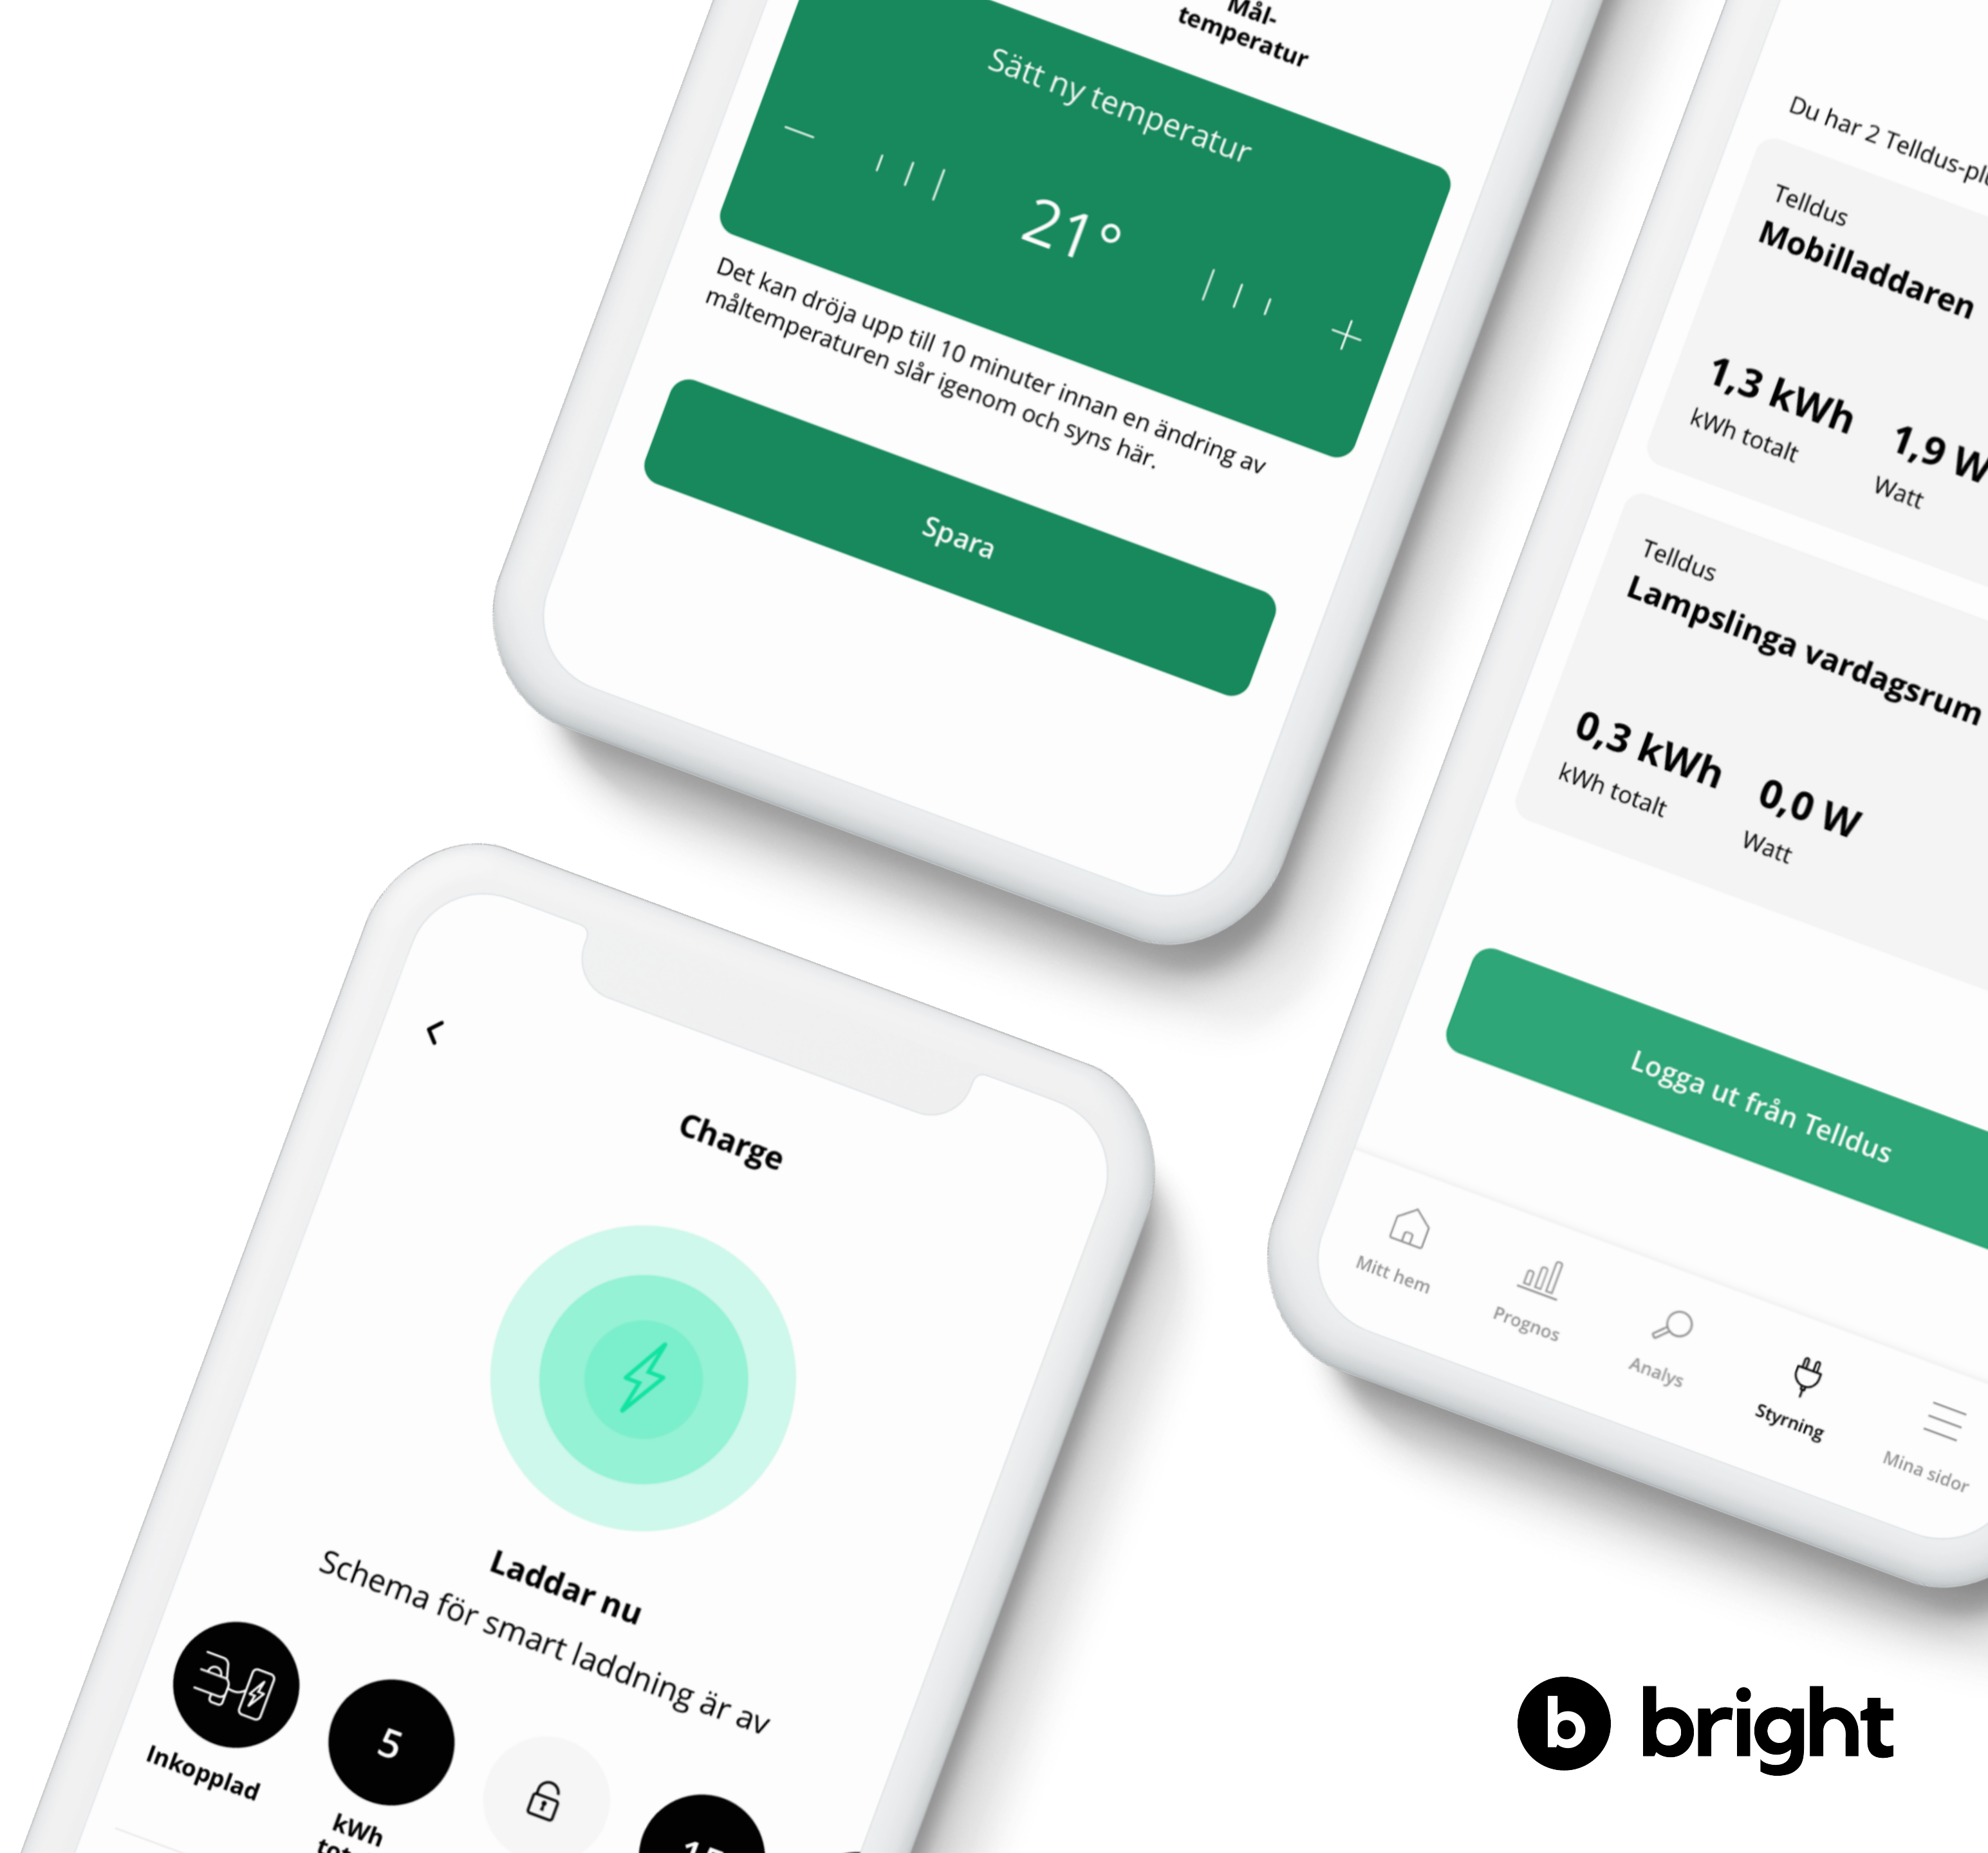 Mål-
temperatur
Sätt ny temperatur
21°
Det kan dröja upp till 10 minuter innan en ändring av
måltemperaturen slår igenom och syns här.
Spara
Du har 2 Telldus-
Telldus
Mobilladdaren
1,3 kWh
kWh totalt
1,9 W
Watt
Telldus
Lampslinga vardagsrum
0,3 kWh
kWh totalt
0,0 W
Watt
Logga ut från Telldus
Mitt hem
Prognos
Analys
Styrning
Mina sidor
Charge
Laddar nu
Schema för smart laddning är av
Inkopplad
5
kWh
b bright